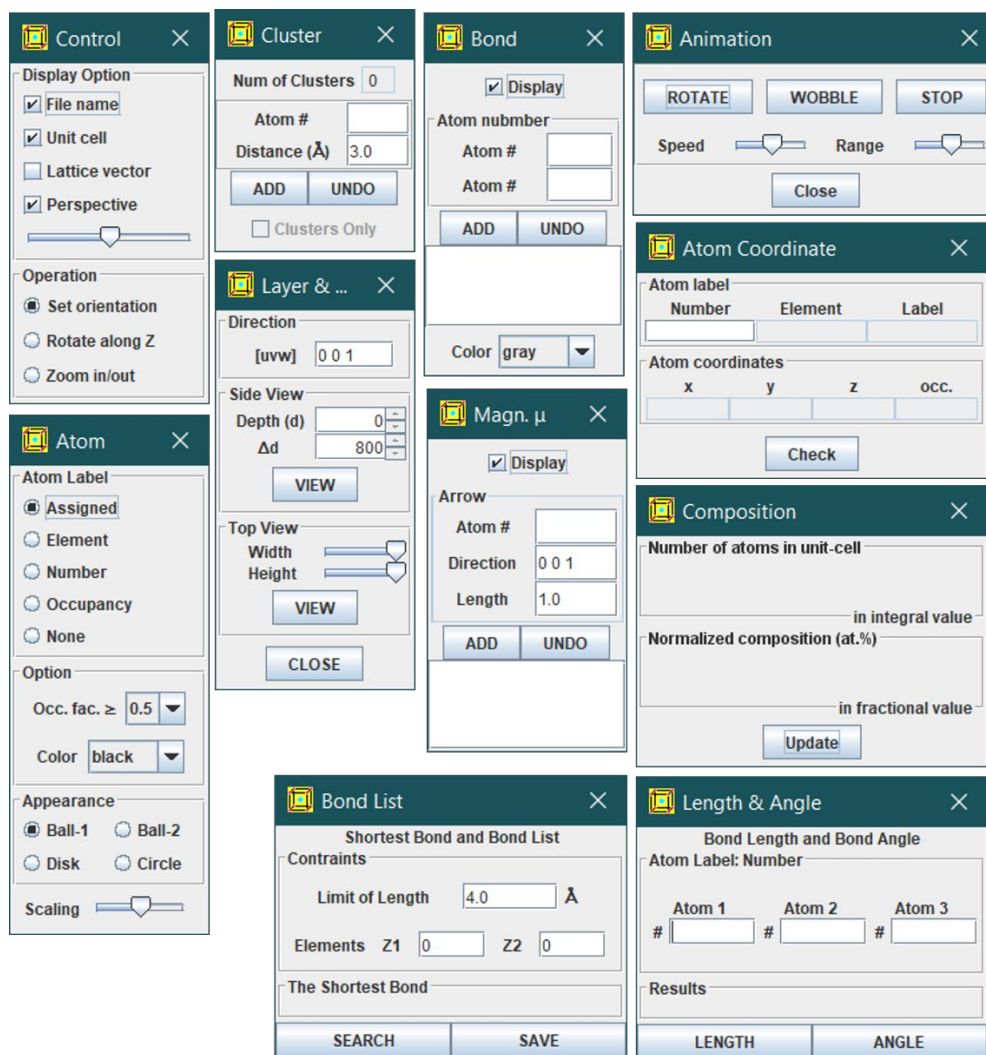 Control
Display Option
File name
Unit cell
Lattice vector
Perspective
Operation
Set orientation
Rotate along Z
Zoom in/out
Atom
Atom Label
Assigned
Element
Number
Occupancy
None
Option
Occ. fac. ≥ 0.5
Color black
Appearance
Ball-1 Ball-2
Disk Circle
Scaling
Cluster
Num of Clusters 0
Atom #
Distance (Å) 3.0
ADD UNDO
Clusters Only
Layer & ...
Direction
[uvw] 0 0 1
Side View
Depth (d) 0
Δd 800
VIEW
Top View
Width
Height
VIEW
CLOSE
Bond
Display
Atom nubmber
Atom #
Atom #
ADD UNDO
Color gray
Magn. µ
Display
Arrow
Atom #
Direction 0 0 1
Length 1.0
ADD UNDO
Animation
ROTATE WOBBLE STOP
Speed Range
Close
Atom Coordinate
Atom label
Number Element Label
Atom coordinates
x y z occ.
Check
Composition
Number of atoms in unit-cell
in integral value
Normalized composition (at.%)
in fractional value
Update
Bond List
Shortest Bond and Bond List
Contraints
Limit of Length 4.0 Å
Elements Z1 0 Z2 0
The Shortest Bond
SEARCH SAVE
Length & Angle
Bond Length and Bond Angle
Atom Label: Number
Atom 1 Atom 2 Atom 3
# # #
Results
LENGTH ANGLE